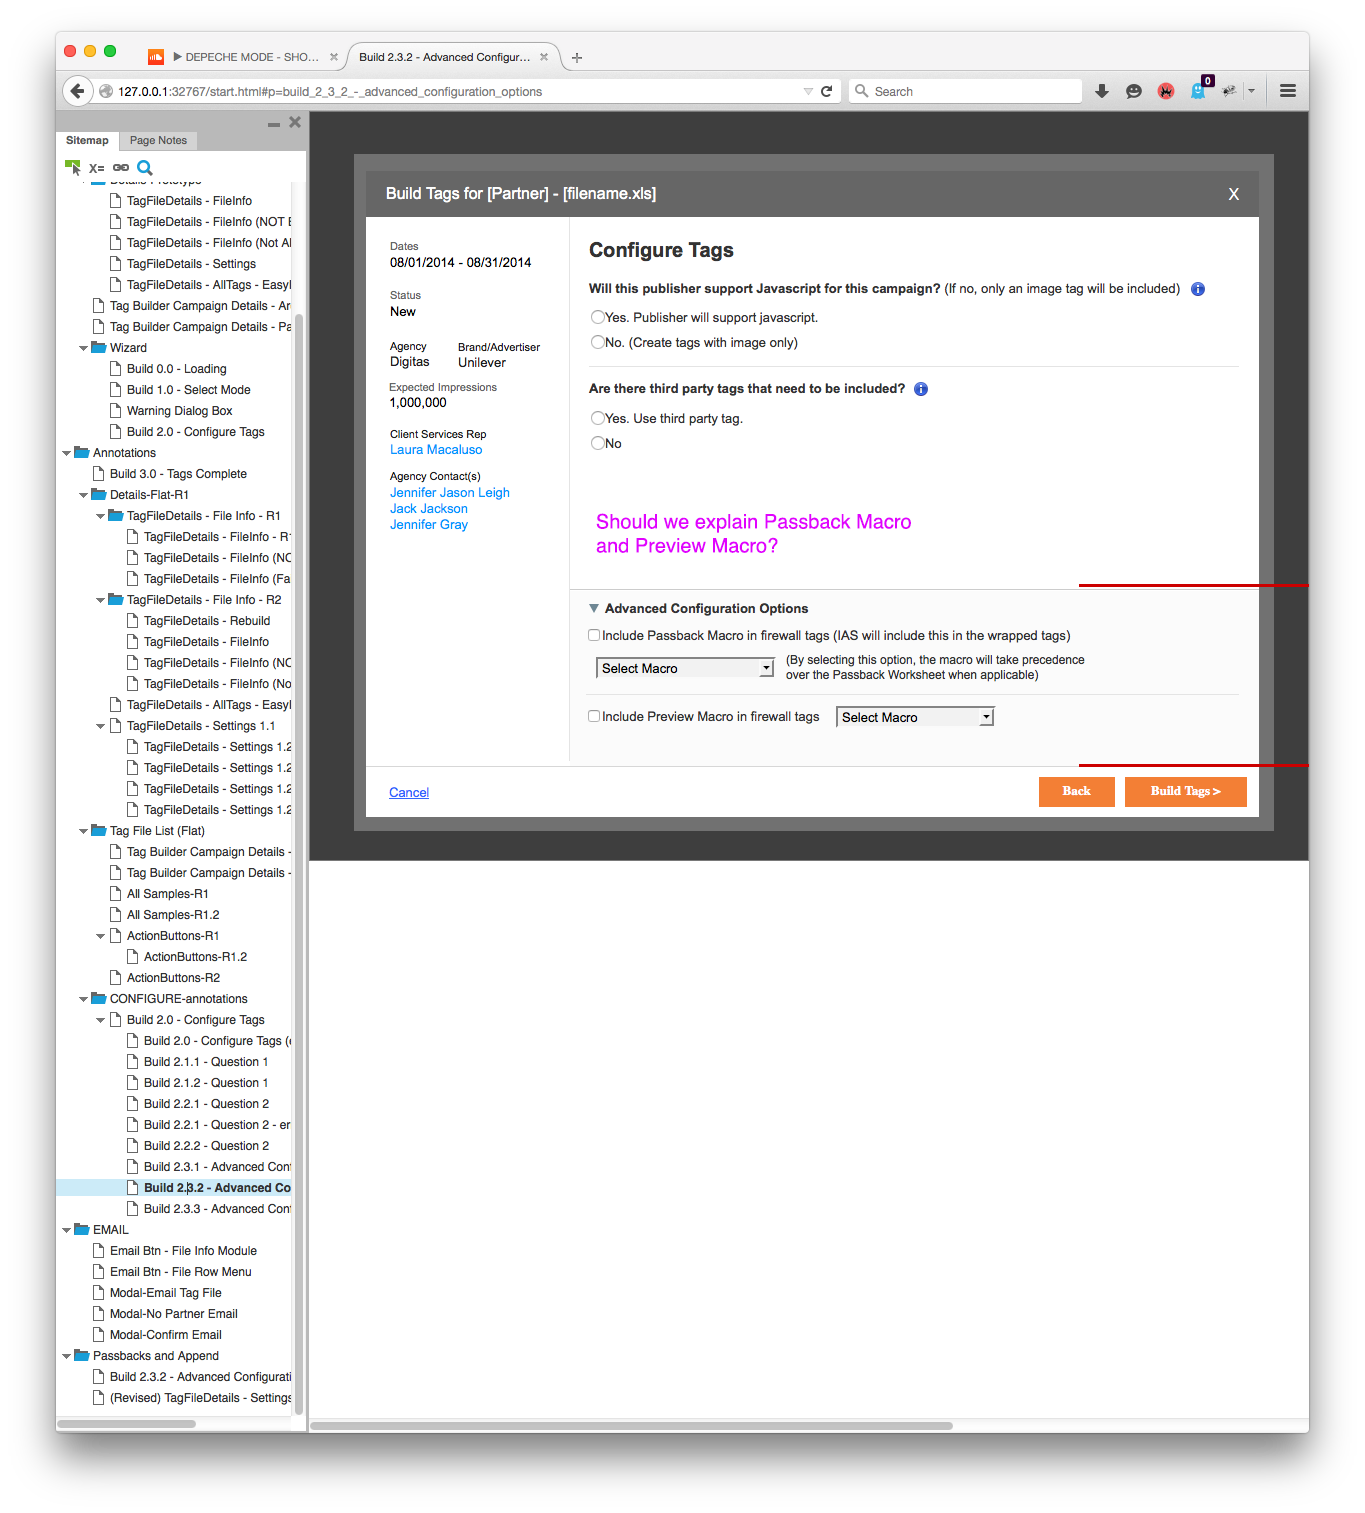 DEPECHE MODE - SHO...
Build 2.3.2 - Advanced Configur...
127.0.0.1:32767/start.html#p=build_2_3_2_-_advanced_configuration_options
Search
0
Sitemap
Page Notes
X=
Details Prototype
TagFileDetails - FileInfo
TagFileDetails - FileInfo (NOT
TagFileDetails - FileInfo (Not
TagFileDetails - Settings
TagFileDetails - AllTags -
Tag Builder Campaign Details -
Tag Builder Campaign Details -
Wizard
Build 0.0 - Loading
Build 1.0 - Select Mode
Warning Dialog Box
Build 2.0 - Configure Tags
Annotations
Build 3.0 - Tags Complete
Details-Flat-R1
TagFileDetails - File Info - R1
TagFileDetails - FileInfo - R1
TagFileDetails - FileInfo (NO
TagFileDetails - FileInfo (Fa
TagFileDetails - File Info - R2
TagFileDetails - Rebuild
TagFileDetails - FileInfo
TagFileDetails - FileInfo (NO
TagFileDetails - FileInfo (No
TagFileDetails - AllTags -
TagFileDetails - Settings 1.1
TagFileDetails - Settings 1.2
TagFileDetails - Settings 1.2
TagFileDetails - Settings 1.2
TagFileDetails - Settings 1.2
Tag File List (Flat)
Tag Builder Campaign Details -
Tag Builder Campaign Details -
All Samples-R1
All Samples-R1.2
ActionButtons-R1
ActionButtons-R1.2
ActionButtons-R2
CONFIGURE-annotations
Build 2.0 - Configure Tags
Build 2.0 - Configure Tags (
Build 2.1.1 - Question 1
Build 2.1.2 - Question 1
Build 2.2.1 - Question 2
Build 2.2.1 - Question 2 - er
Build 2.2.2 - Question 2
Build 2.3.1 - Advanced Conf
Build 2.3.2 - Advanced Co
Build 2.3.3 - Advanced Conf
EMAIL
Email Btn - File Info Module
Email Btn - File Row Menu
Modal-Email Tag File
Modal-No Partner Email
Modal-Confirm Email
Passbacks and Append
Build 2.3.2 - Advanced Configurati
(Revised) TagFileDetails - Settings
Build Tags for [Partner] - [filename.xls]
X
Dates
08/01/2014 - 08/31/2014
Status
New
Agency
Brand/Advertiser
Digitas
Unilever
Expected Impressions
1,000,000
Client Services Rep
Laura Macaluso
Agency Contact(s)
Jennifer Jason Leigh
Jack Jackson
Jennifer Gray
Configure Tags
Will this publisher support Javascript for this campaign? (If no, only an image tag will be included)
Yes. Publisher will support javascript.
No. (Create tags with image only)
Are there third party tags that need to be included?
Yes. Use third party tag.
No
Should we explain Passback Macro
and Preview Macro?
Advanced Configuration Options
Include Passback Macro in firewall tags (IAS will include this in the wrapped tags)
Select Macro
(By selecting this option, the macro will take precedence
over the Passback Worksheet when applicable)
Include Preview Macro in firewall tags
Select Macro
Cancel
Back
Build Tags >